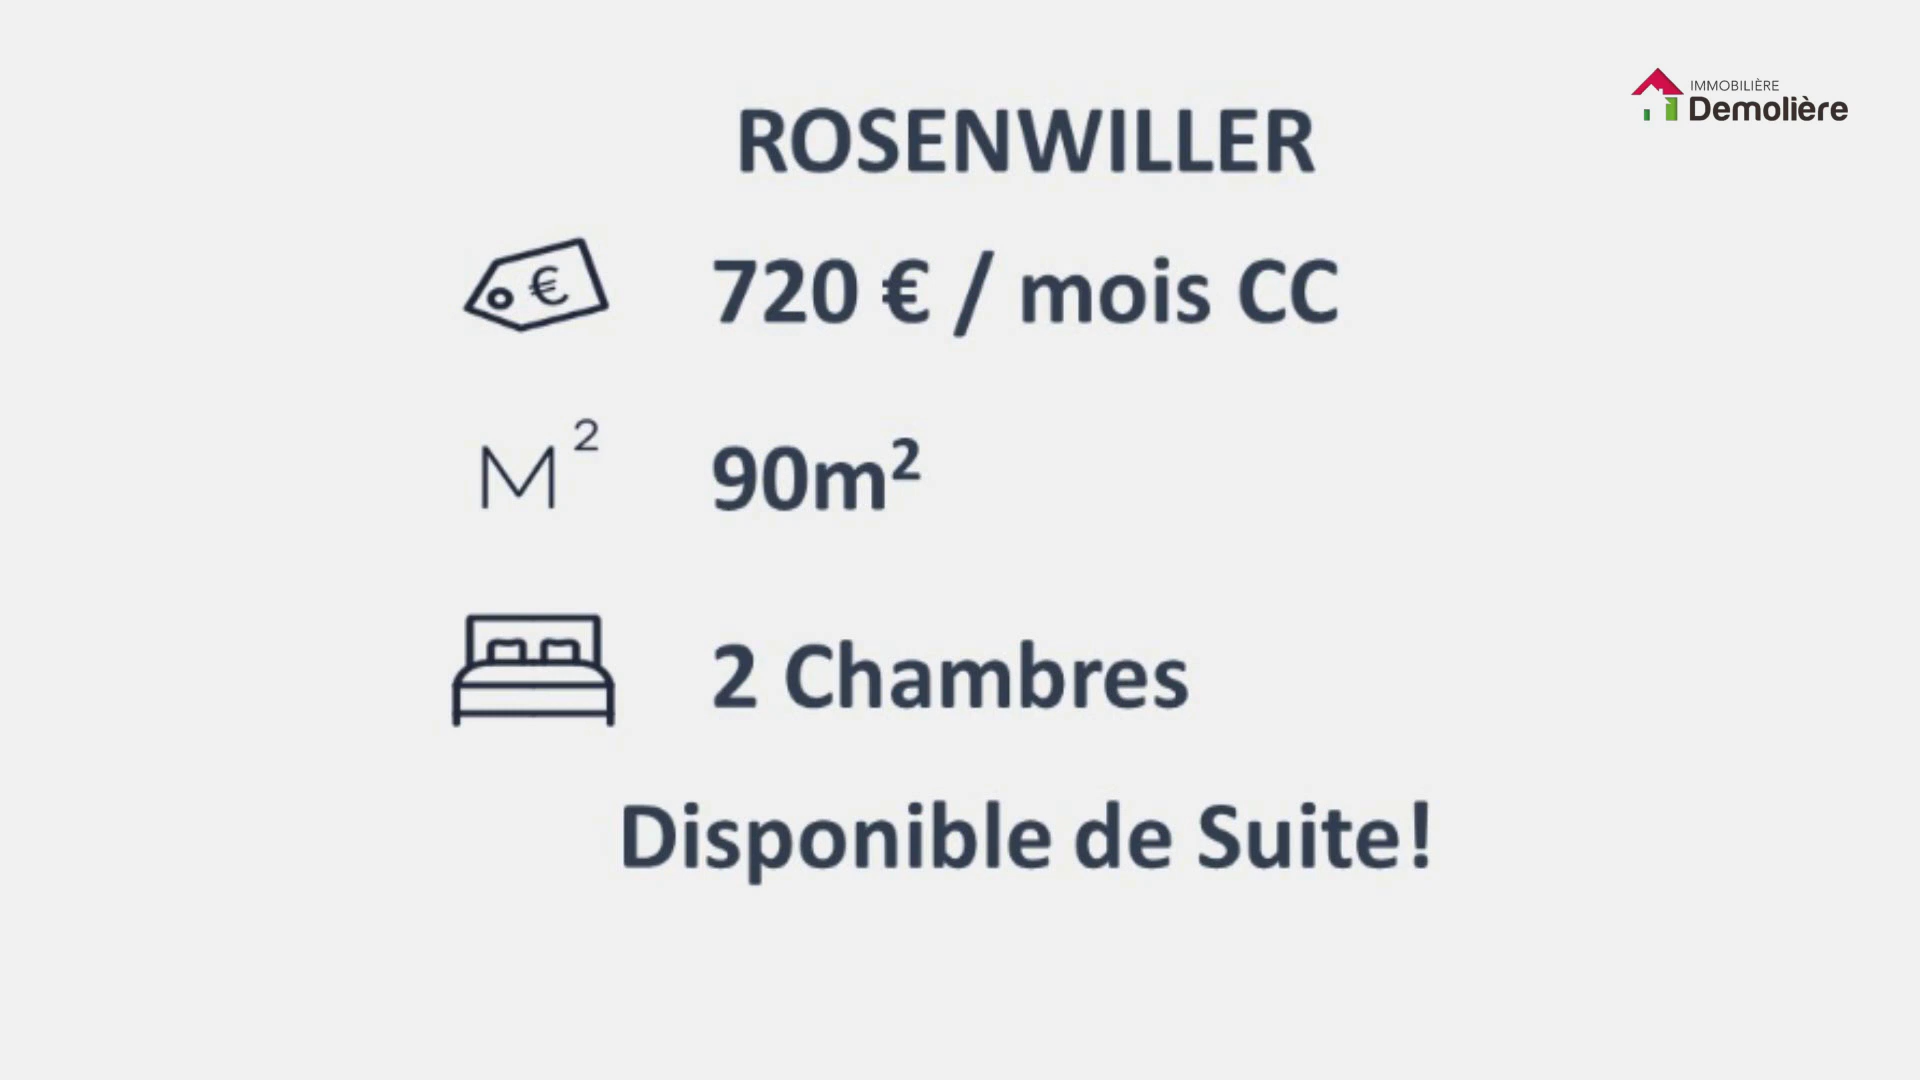 IMMOBILIÈRE
Demolière
ROSENWILLER
€
720 € / mois CC
M²
90m²
2 Chambres
Disponible de Suite!